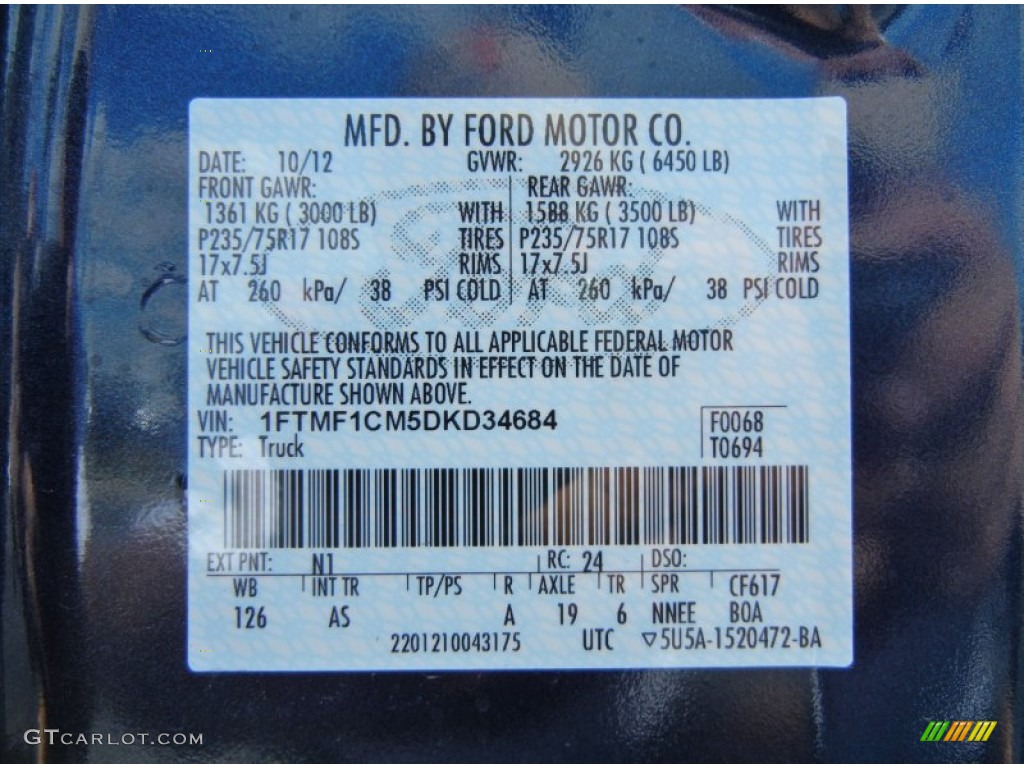 MFD. BY FORD MOTOR CO.
DATE: 10/12 GVWR: 2926 KG ( 6450 LB)
FRONT GAWR: REAR GAWR:
1361 KG ( 3000 LB) WITH 1588 KG ( 3500 LB) WITH
P235/75R17 108S TIRES P235/75R17 108S TIRES
17x7.5J RIMS 17x7.5J RIMS
AT 260 kPa/ 38 PSI COLD AT 260 kPa/ 38 PSI COLD
THIS VEHICLE CONFORMS TO ALL APPLICABLE FEDERAL MOTOR
VEHICLE SAFETY STANDARDS IN EFFECT ON THE DATE OF
MANUFACTURE SHOWN ABOVE.
VIN: 1FTMF1CM5DKD34684 F0068
TYPE: Truck T0694
EXT PNT: N1 RC: 24 DSO:
WB INT TR TP/PS R AXLE TR SPR CF617
126 AS A 19 6 NNEE BOA
2201210043175 UTC ▽5U5A-1520472-BA
GTCARLOT.COM